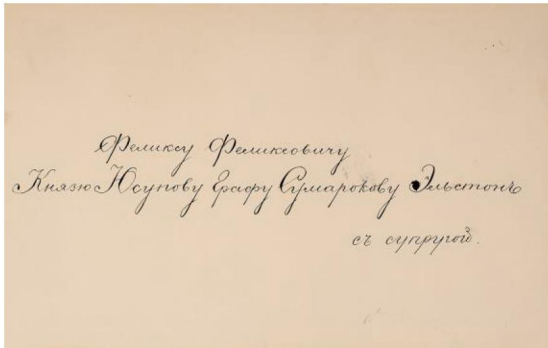 Феликсу Феликсовичу
Князю Юсупову Графу Сумарокову Эльстонъ
съ супругой.